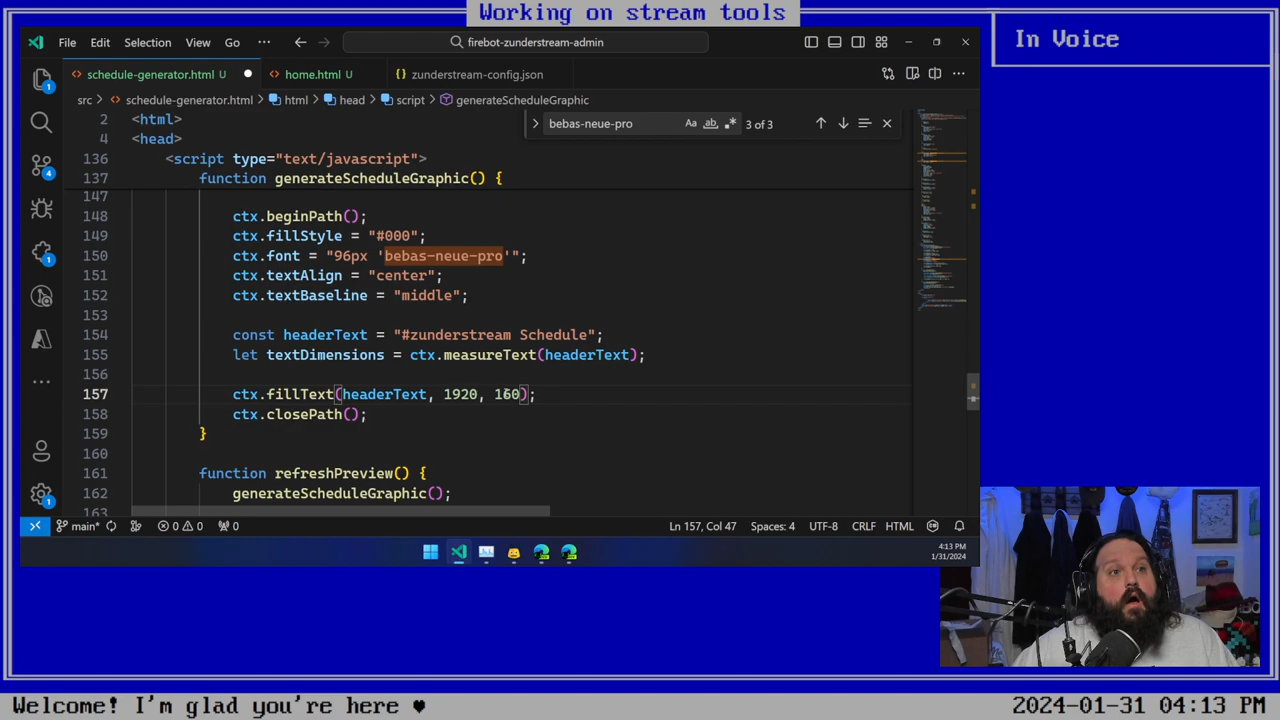 Working on stream tools
In Voice
File Edit Selection View Go ··· firebot-zunderstream-admin
schedule-generator.html U home.html U zunderstream-config.json
src > schedule-generator.html > html > head > script > generateScheduleGraphic
bebas-neue-pro Aa ab .* 3 of 3
2 <html>
4 <head>
136 <script type="text/javascript">
137 function generateScheduleGraphic() {
147
148 ctx.beginPath();
149 ctx.fillStyle = "#000";
150 ctx.font = "96px 'bebas-neue-pro'";
151 ctx.textAlign = "center";
152 ctx.textBaseline = "middle";
153
154 const headerText = "#zunderstream Schedule";
155 let textDimensions = ctx.measureText(headerText);
156
157 ctx.fillText(headerText, 1920, 160);
158 ctx.closePath();
159 }
160
161 function refreshPreview() {
162 generateScheduleGraphic();
163
1
4
1
1
main* 0 0 0 Ln 157, Col 47 Spaces: 4 UTF-8 CRLF HTML
4:13 PM
1/31/2024
Welcome! I'm glad you're here ♥ 2024-01-31 04:13 PM